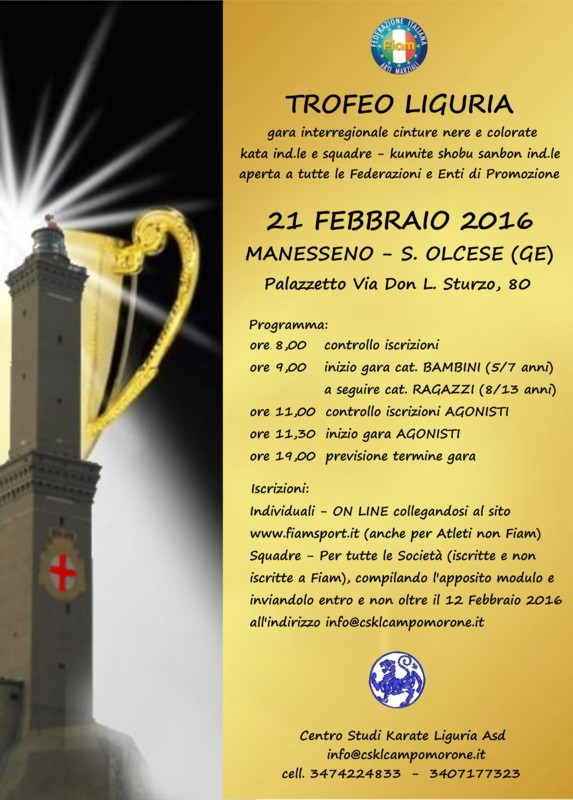 FEDERAZIONE ITALIANA
Fiam
ARTI MARZIALI
TROFEO LIGURIA
gara interregionale cinture nere e colorate
kata ind.le e squadre - kumite shobu sanbon ind.le
aperta a tutte le Federazioni e Enti di Promozione
21 FEBBRAIO 2016
MANESSENO - S. OLCESE (GE)
Palazzetto Via Don L. Sturzo, 80
Programma:
ore 8,00 controllo iscrizioni
ore 9,00 inizio gara cat. BAMBINI (5/7 anni)
a seguire cat. RAGAZZI (8/13 anni)
ore 11,00 controllo iscrizioni AGONISTI
ore 11,30 inizio gara AGONISTI
ore 19,00 previsione termine gara
Iscrizioni:
Individuali - ON LINE collegandosi al sito
www.fiamsport.it (anche per Atleti non Fiam)
Squadre - Per tutte le Società (iscritte e non
iscritte a Fiam), compilando l'apposito modulo e
inviandolo entro e non oltre il 12 Febbraio 2016
all'indirizzo info@csklcampomorone.it
Centro Studi Karate Liguria Asd
info@csklcampomorone.it
cell. 3474224833 - 3407177323